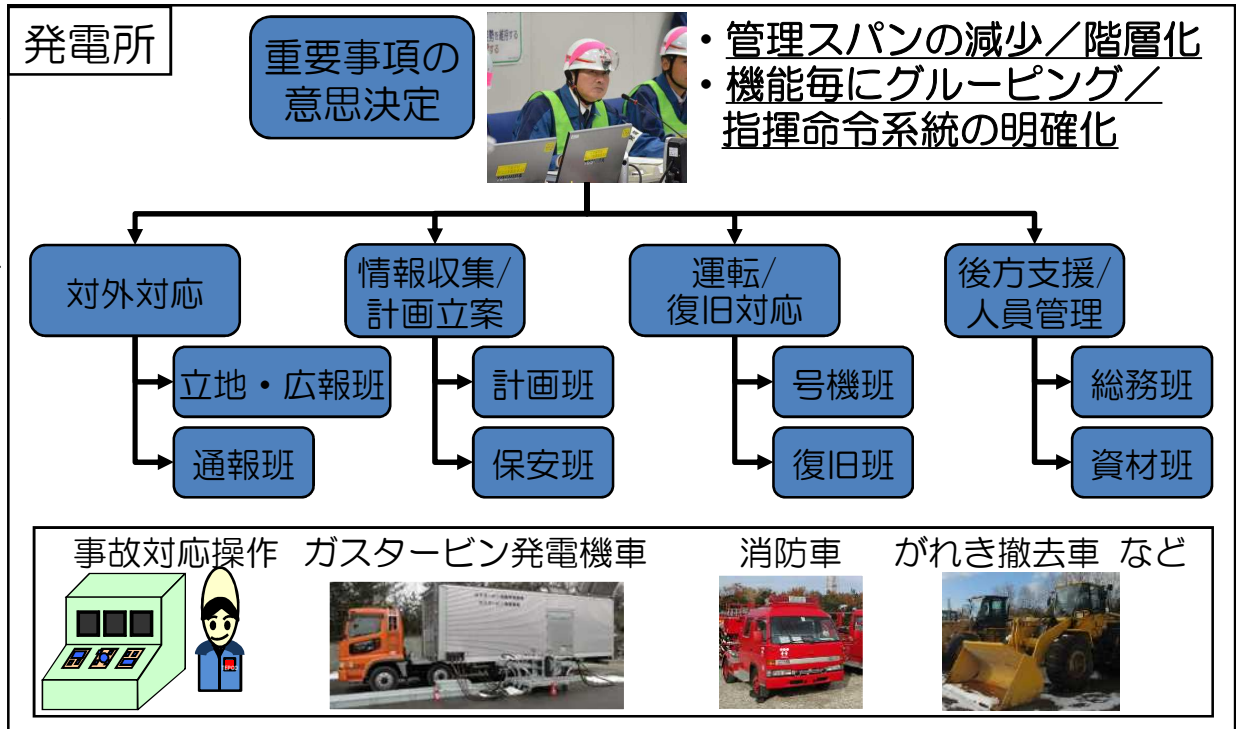 発電所
重要事項の
意思決定
・管理スパンの減少／階層化
・機能毎にグルーピング／
指揮命令系統の明確化
対外対応
情報収集/
計画立案
運転/
復旧対応
後方支援/
人員管理
立地・広報班
計画班
号機班
総務班
通報班
保安班
復旧班
資材班
事故対応操作
ガスタービン発電機車
消防車
がれき撤去車 など
TEPCO